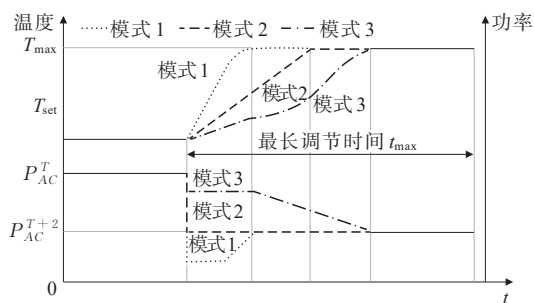 温度 模式1 模式2 模式3 功率
T_max
模式1
T_set
模式2
模式3
最长调节时间 t_max
P_AC^T
模式3
模式2
P_AC^{T+2}
模式1
0
t